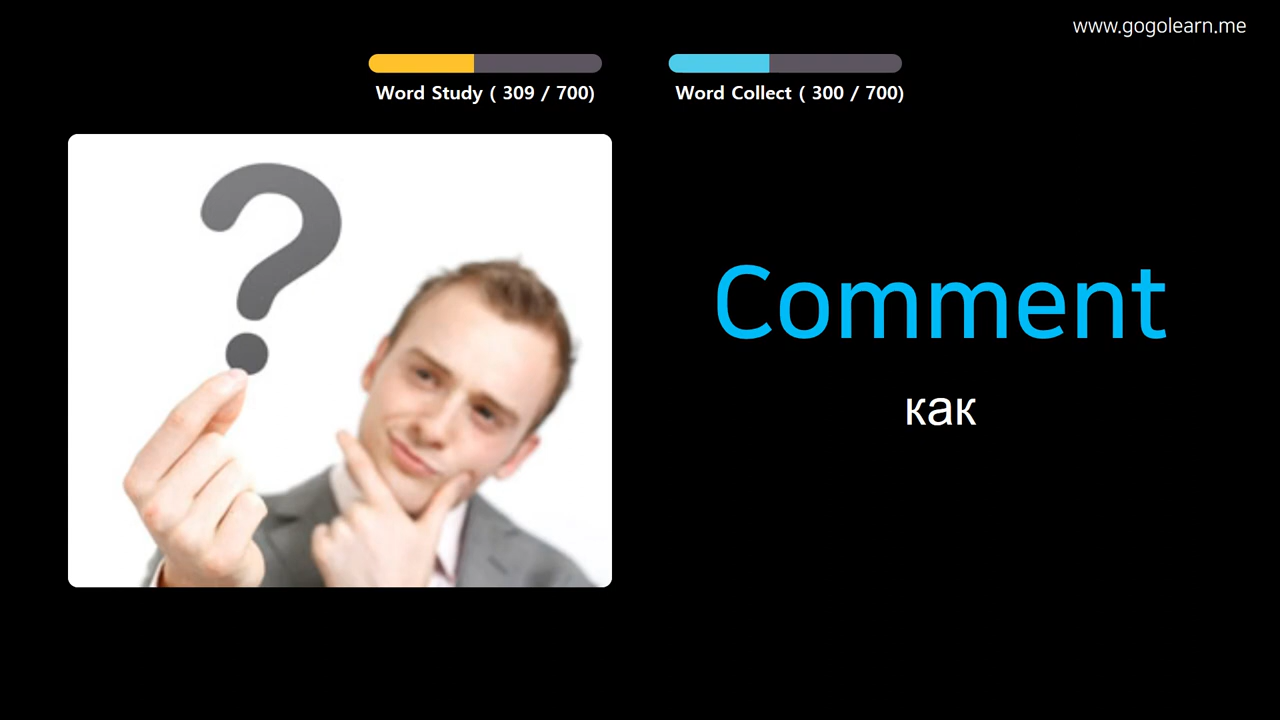 www.gogolearn.me
Word Study ( 309 / 700)
Word Collect ( 300 / 700)
?
Comment
как